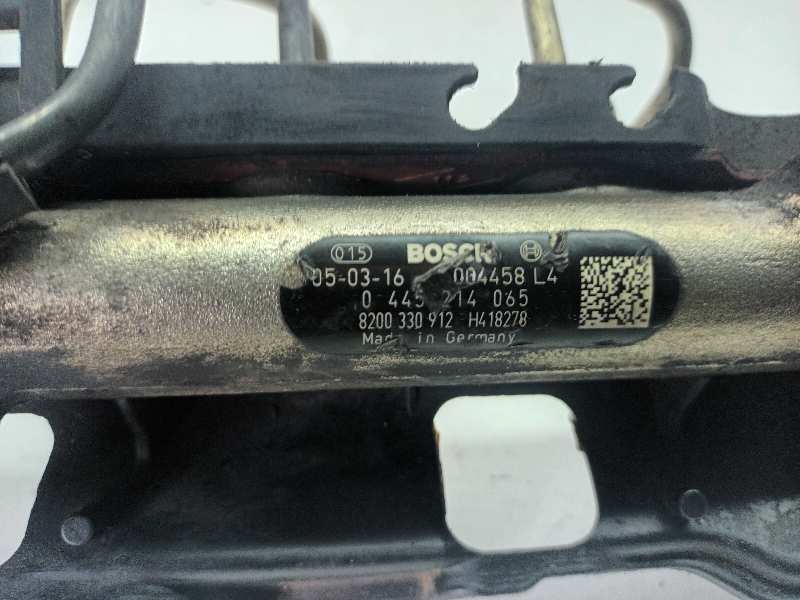 015 BOSCH
05-03-16 004458 L4
0 445 214 065
8200 330 912 H418278
Made in Germany